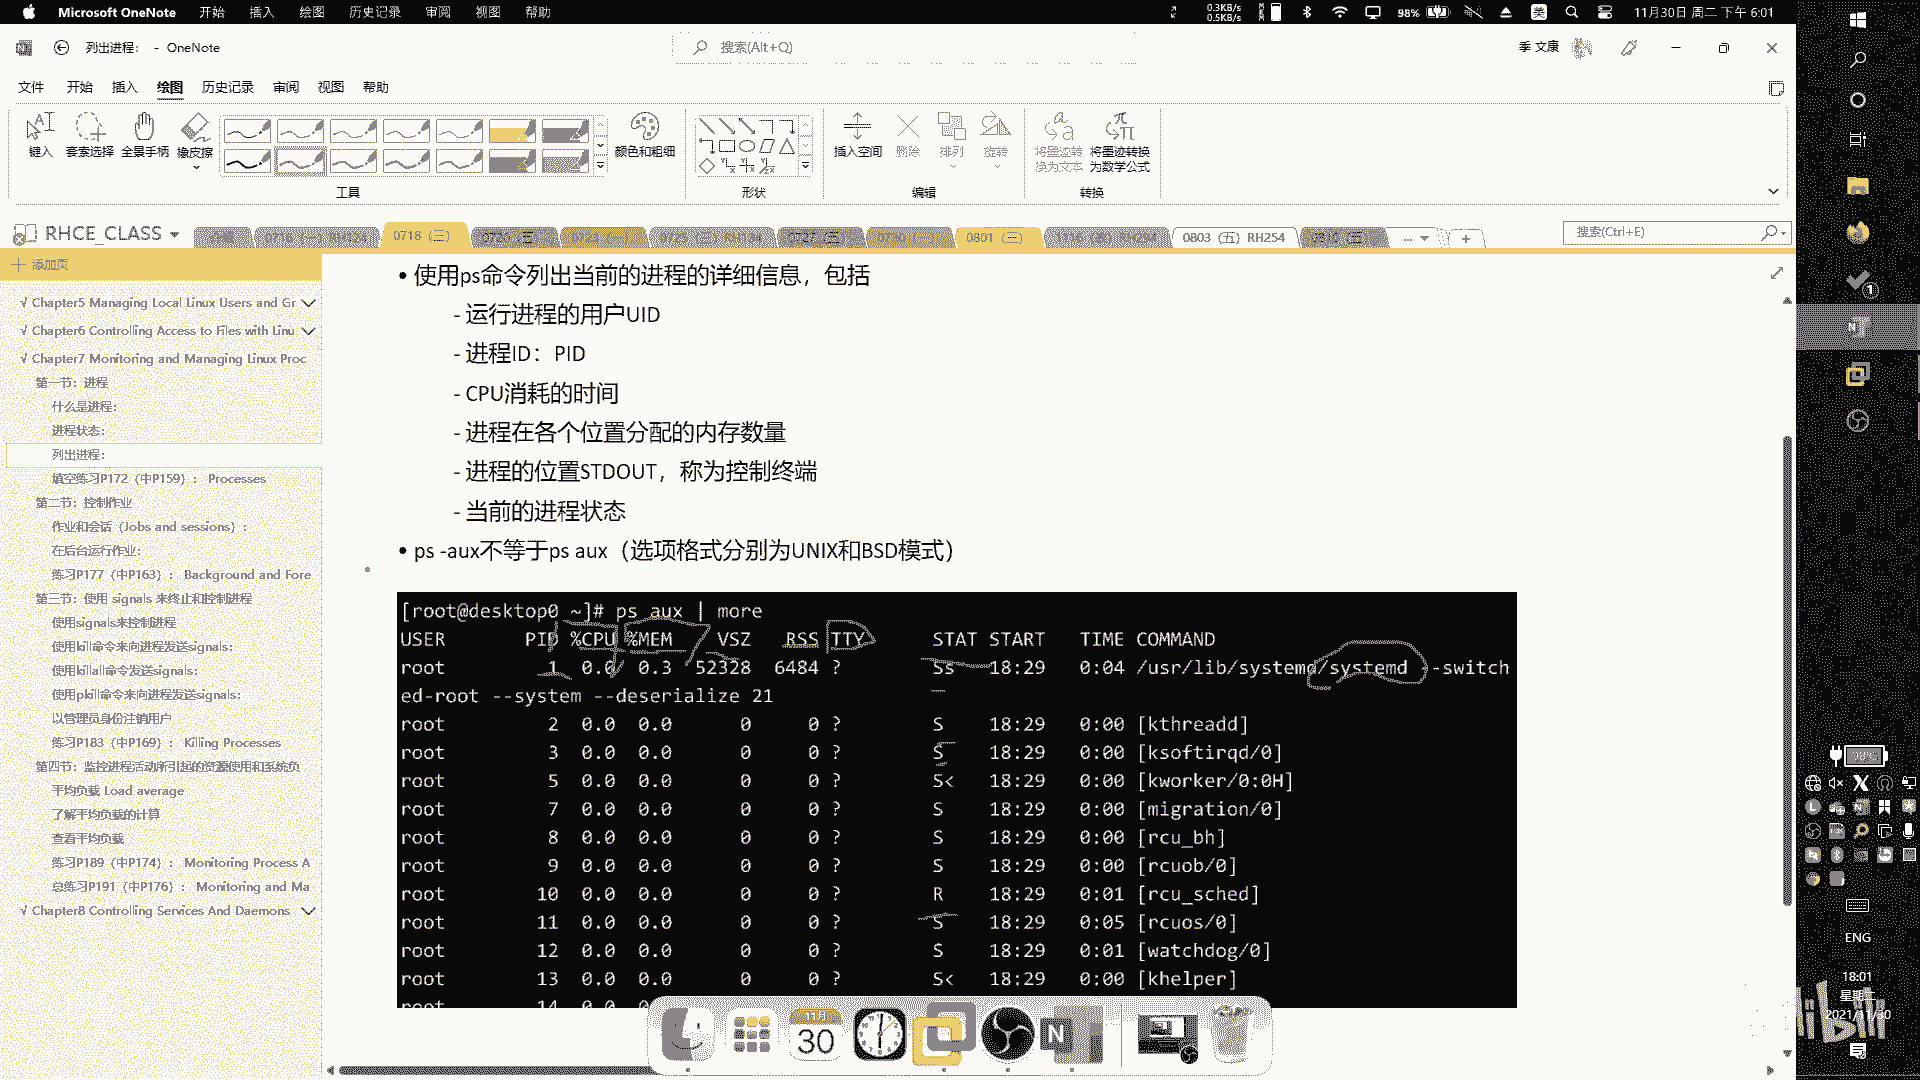 Microsoft OneNote 开始 插入 绘图 历史记录 审阅 视图 帮助
0.3KB/s
0.5KB/s
98% 英 11月30日 周二 下午 6:01
列出进程: - OneNote
搜索(Alt+Q)
季 文康
文件 开始 插入 绘图 历史记录 审阅 视图 帮助
键入 套索选择 全景手柄 橡皮擦 颜色和粗细 插入空间 删除 排列 旋转 将墨迹转换为文本 将墨迹转换为数学公式
工具 形状 编辑 转换
RHCE_CLASS
0718（三） 0801（三） 0803（五）RH254 ...
搜索(Ctrl+E)
添加页
√ Chapter5 Managing Local Linux Users and Gr
√ Chapter6 Controlling Access to Files with Linu
√ Chapter7 Monitoring and Managing Linux Proc
第一节：进程
什么是进程:
进程状态:
列出进程:
填空练习P172（中P159）： Processes
第二节：控制作业
作业和会话（Jobs and sessions）:
在后台运行作业:
练习P177（中P163）： Background and Fore
第三节：使用 signals 来终止和控制进程
使用signals来控制进程
使用kill命令来向进程发送signals:
使用killall命令发送signals:
使用pkill命令来向进程发送signals:
以管理员身份注销用户
练习P183（中P169）： Killing Processes
第四节：监控进程活动所引起的资源使用和系统负
平均负载 Load average
了解平均负载的计算
查看平均负载
练习P189（中P174）： Monitoring Process A
总练习P191（中P176）： Monitoring and Ma
√ Chapter8 Controlling Services And Daemons
• 使用ps命令列出当前的进程的详细信息，包括
- 运行进程的用户UID
- 进程ID：PID
- CPU消耗的时间
- 进程在各个位置分配的内存数量
- 进程的位置STDOUT，称为控制终端
- 当前的进程状态
• ps -aux不等于ps aux（选项格式分别为UNIX和BSD模式）
[root@desktop0 ~]# ps aux | more
USER PID %CPU %MEM VSZ RSS TTY STAT START TIME COMMAND
root 1 0.0 0.3 52328 6484 ? Ss 18:29 0:04 /usr/lib/systemd/systemd --switch
ed-root --system --deserialize 21
root 2 0.0 0.0 0 0 ? S 18:29 0:00 [kthreadd]
root 3 0.0 0.0 0 0 ? S 18:29 0:00 [ksoftirqd/0]
root 5 0.0 0.0 0 0 ? S< 18:29 0:00 [kworker/0:0H]
root 7 0.0 0.0 0 0 ? S 18:29 0:00 [migration/0]
root 8 0.0 0.0 0 0 ? S 18:29 0:00 [rcu_bh]
root 9 0.0 0.0 0 0 ? S 18:29 0:00 [rcuob/0]
root 10 0.0 0.0 0 0 ? R 18:29 0:01 [rcu_sched]
root 11 0.0 0.0 0 0 ? S 18:29 0:05 [rcuos/0]
root 12 0.0 0.0 0 0 ? S 18:29 0:01 [watchdog/0]
root 13 0.0 0.0 0 0 ? S< 18:29 0:00 [khelper]
root 14
11月
30
1
98%
ENG
18:01
星期二
2021/11/30